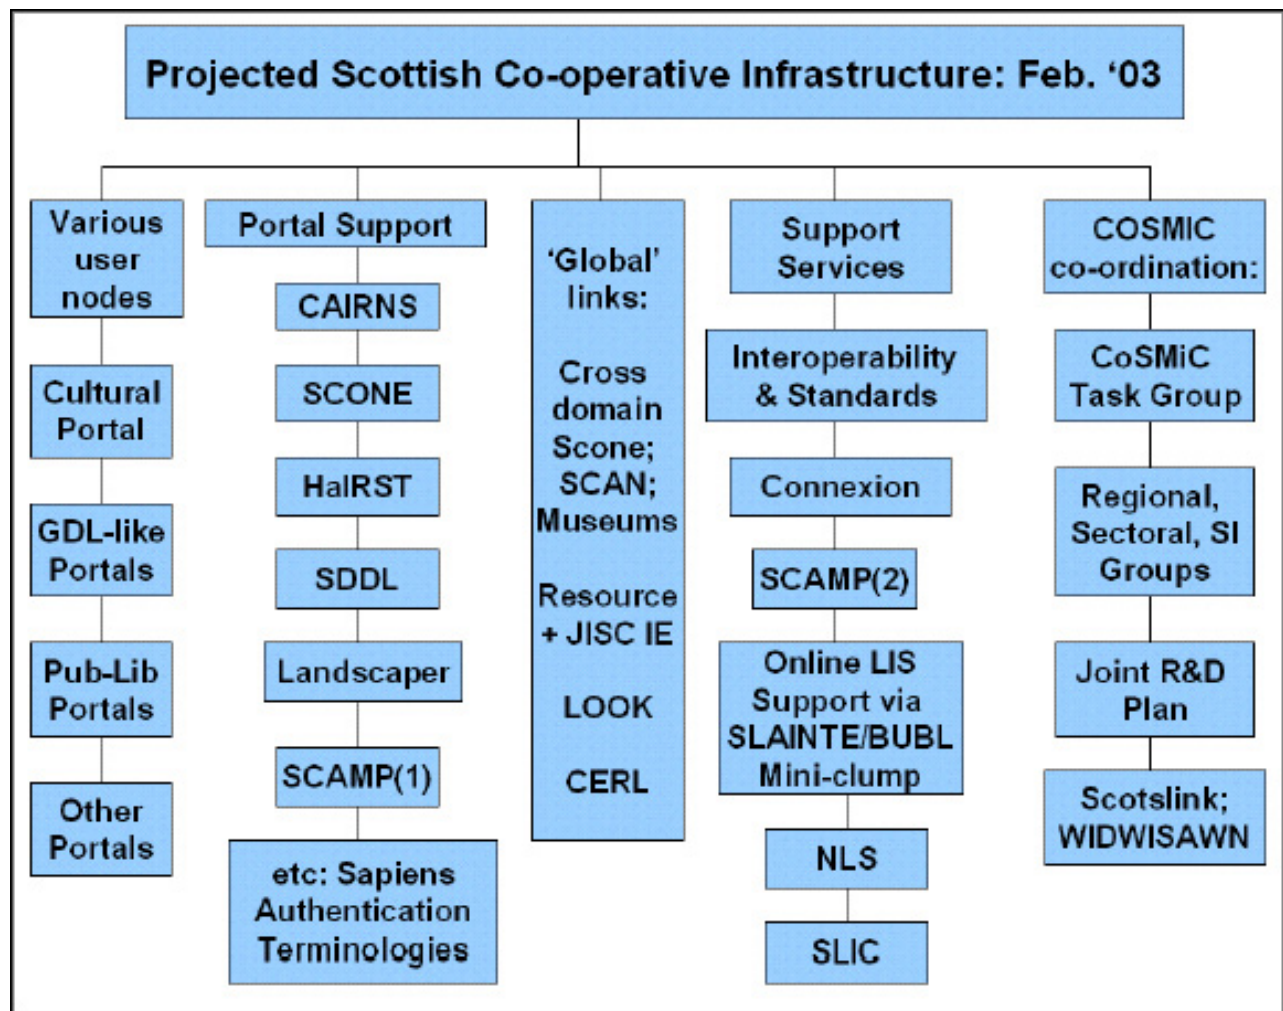 Projected Scottish Co-operative Infrastructure: Feb. ‘03
Various
user
nodes
Cultural
Portal
GDL-like
Portals
Pub-Lib
Portals
Other
Portals
Portal Support
CAIRNS
SCONE
HaIRST
SDDL
Landscaper
SCAMP(1)
etc: Sapiens
Authentication
Terminologies
‘Global’
links:
Cross
domain
Scone;
SCAN;
Museums
Resource
+ JISC IE
LOOK
CERL
Support
Services
Interoperability
& Standards
Connexion
SCAMP(2)
Online LIS
Support via
SLAINTE/BUBL
Mini-clump
NLS
SLIC
COSMIC
co-ordination:
CoSMiC
Task Group
Regional,
Sectoral, SI
Groups
Joint R&D
Plan
Scotslink;
WIDWISAWN